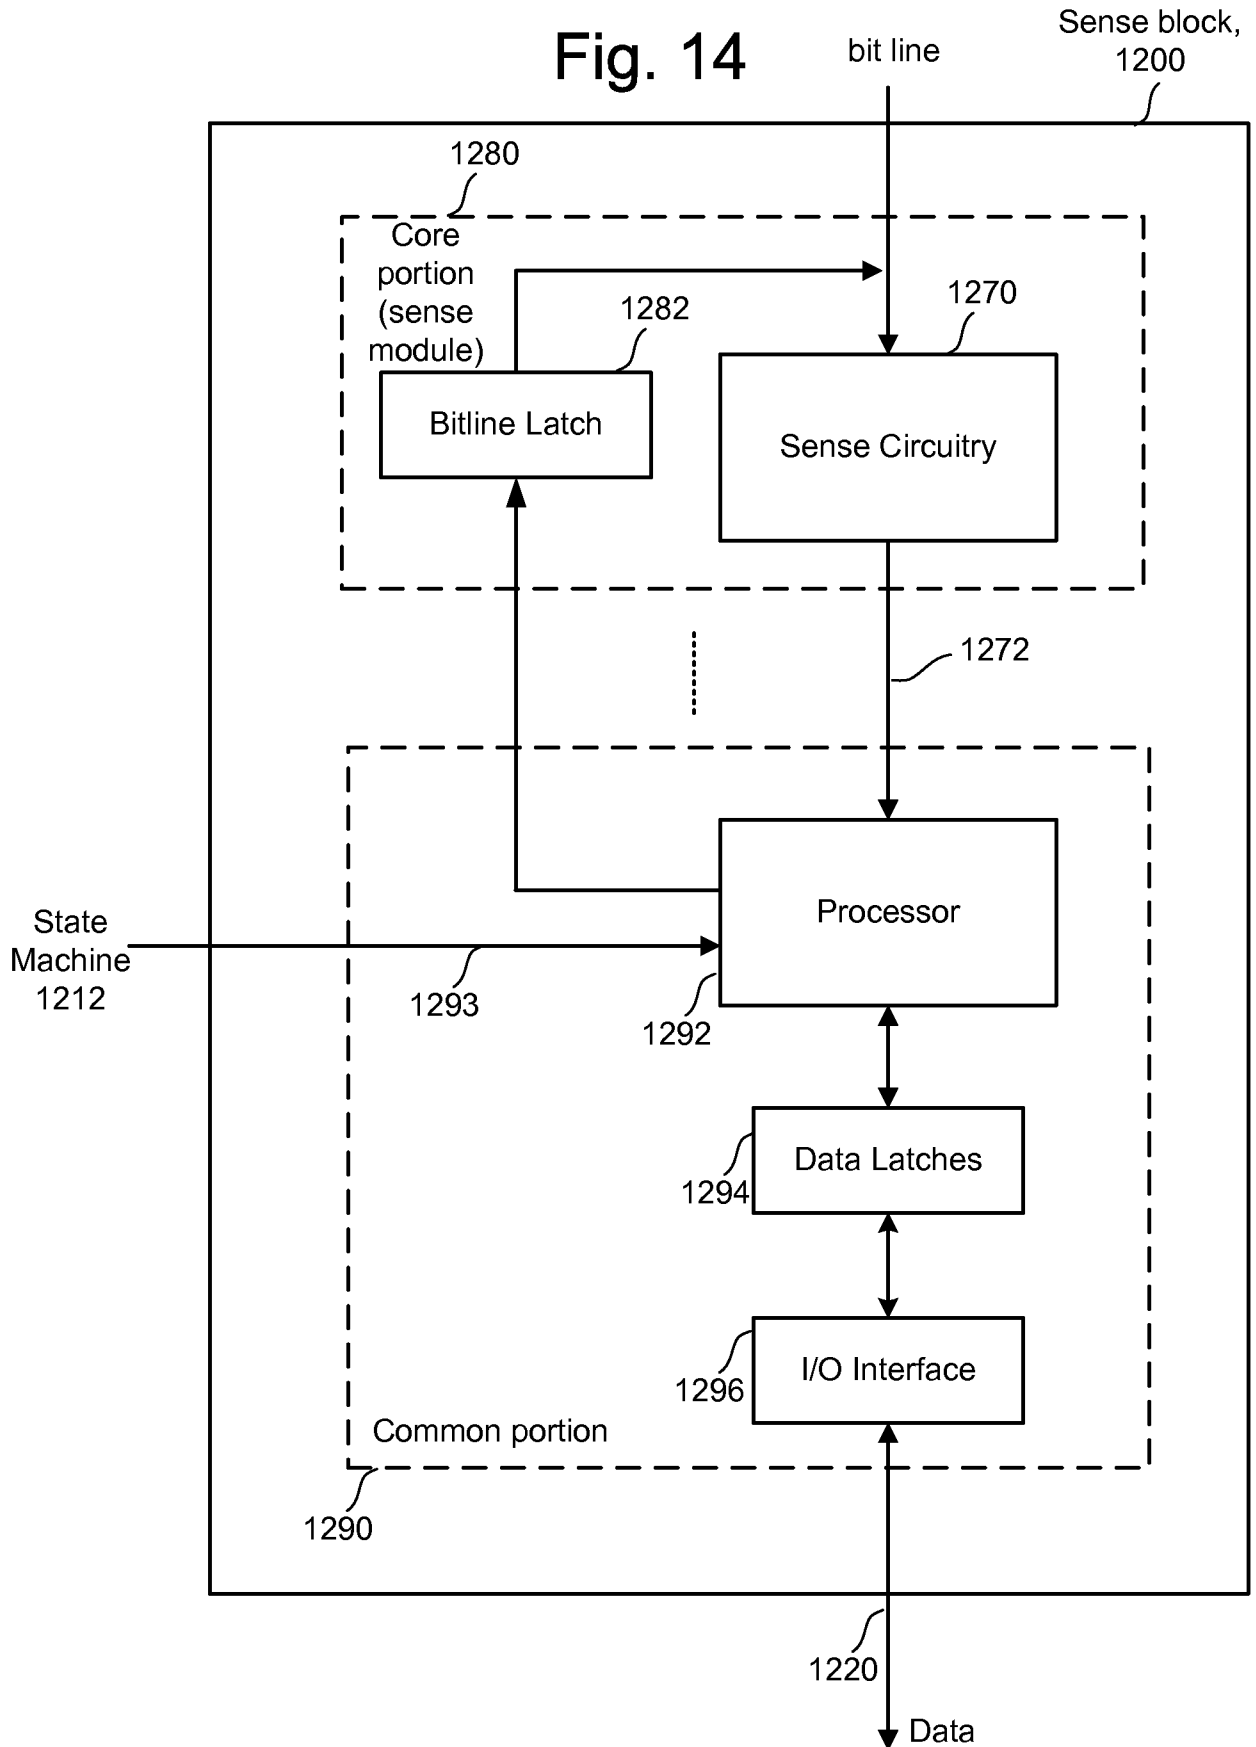 Sense block,
1200
Fig. 14
bit line
1280
Core
portion
(sense
module)
1282
1270
Bitline Latch
Sense Circuitry
1272
Processor
State
Machine
1212
1293
1292
Data Latches
1294
I/O Interface
1296
Common portion
1290
1220
Data